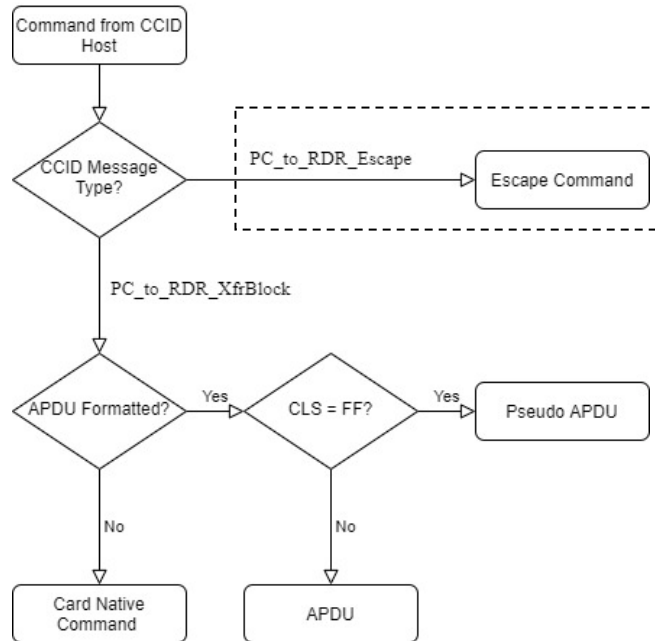 Command from CCID
Host
CCID Message
Type?
PC_to_RDR_Escape
Escape Command
PC_to_RDR_XfrBlock
APDU Formatted?
Yes
CLS = FF?
Yes
Pseudo APDU
No
No
Card Native
Command
APDU